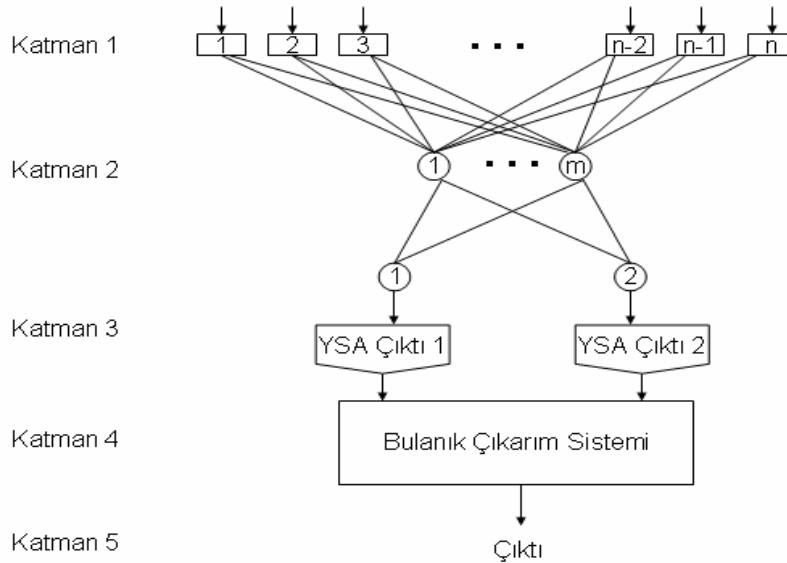 Katman 1
1 2 3 ... n-2 n-1 n
Katman 2
1 ... m
1 2
Katman 3
YSA Çıktı 1 YSA Çıktı 2
Katman 4
Bulanık Çıkarım Sistemi
Katman 5
Çıktı